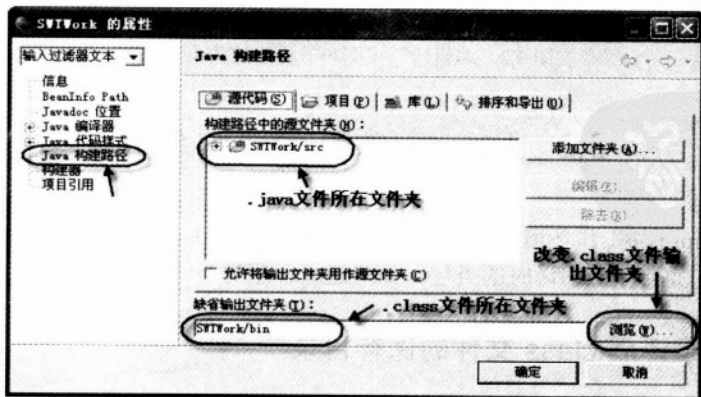 SWTWork 的属性
输入过滤器文本
Java 构建路径
信息
BeanInfo Path
Javadoc 位置
Java 编译器
Java 代码样式
Java 构建路径
构建器
项目引用
源代码(S)
项目(P)
库(L)
排序和导出(O)
构建路径中的源文件夹(H):
SWTWork/src
.java文件所在文件夹
添加文件夹(A)...
编辑(E)...
除去(R)
改变.class文件输
出文件夹
允许将输出文件夹用作源文件夹(C)
缺省输出文件夹(T):
.class文件所在文件夹
SWTWork/bin
浏览(W)...
确定
取消